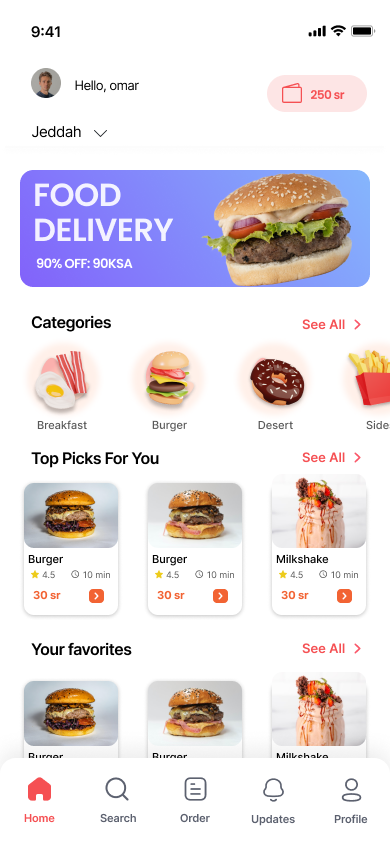 9:41
Hello, omar
250 sr
Jeddah
FOOD
DELIVERY
90% OFF: 90KSA
Categories
See All
Breakfast
Burger
Desert
Side
Top Picks For You
See All
Burger
4.5
10 min
30 sr
Burger
4.5
10 min
30 sr
Milkshake
4.5
10 min
30 sr
Your favorites
See All
Burger
Burger
Milkshake
Home
Search
Order
Updates
Profile